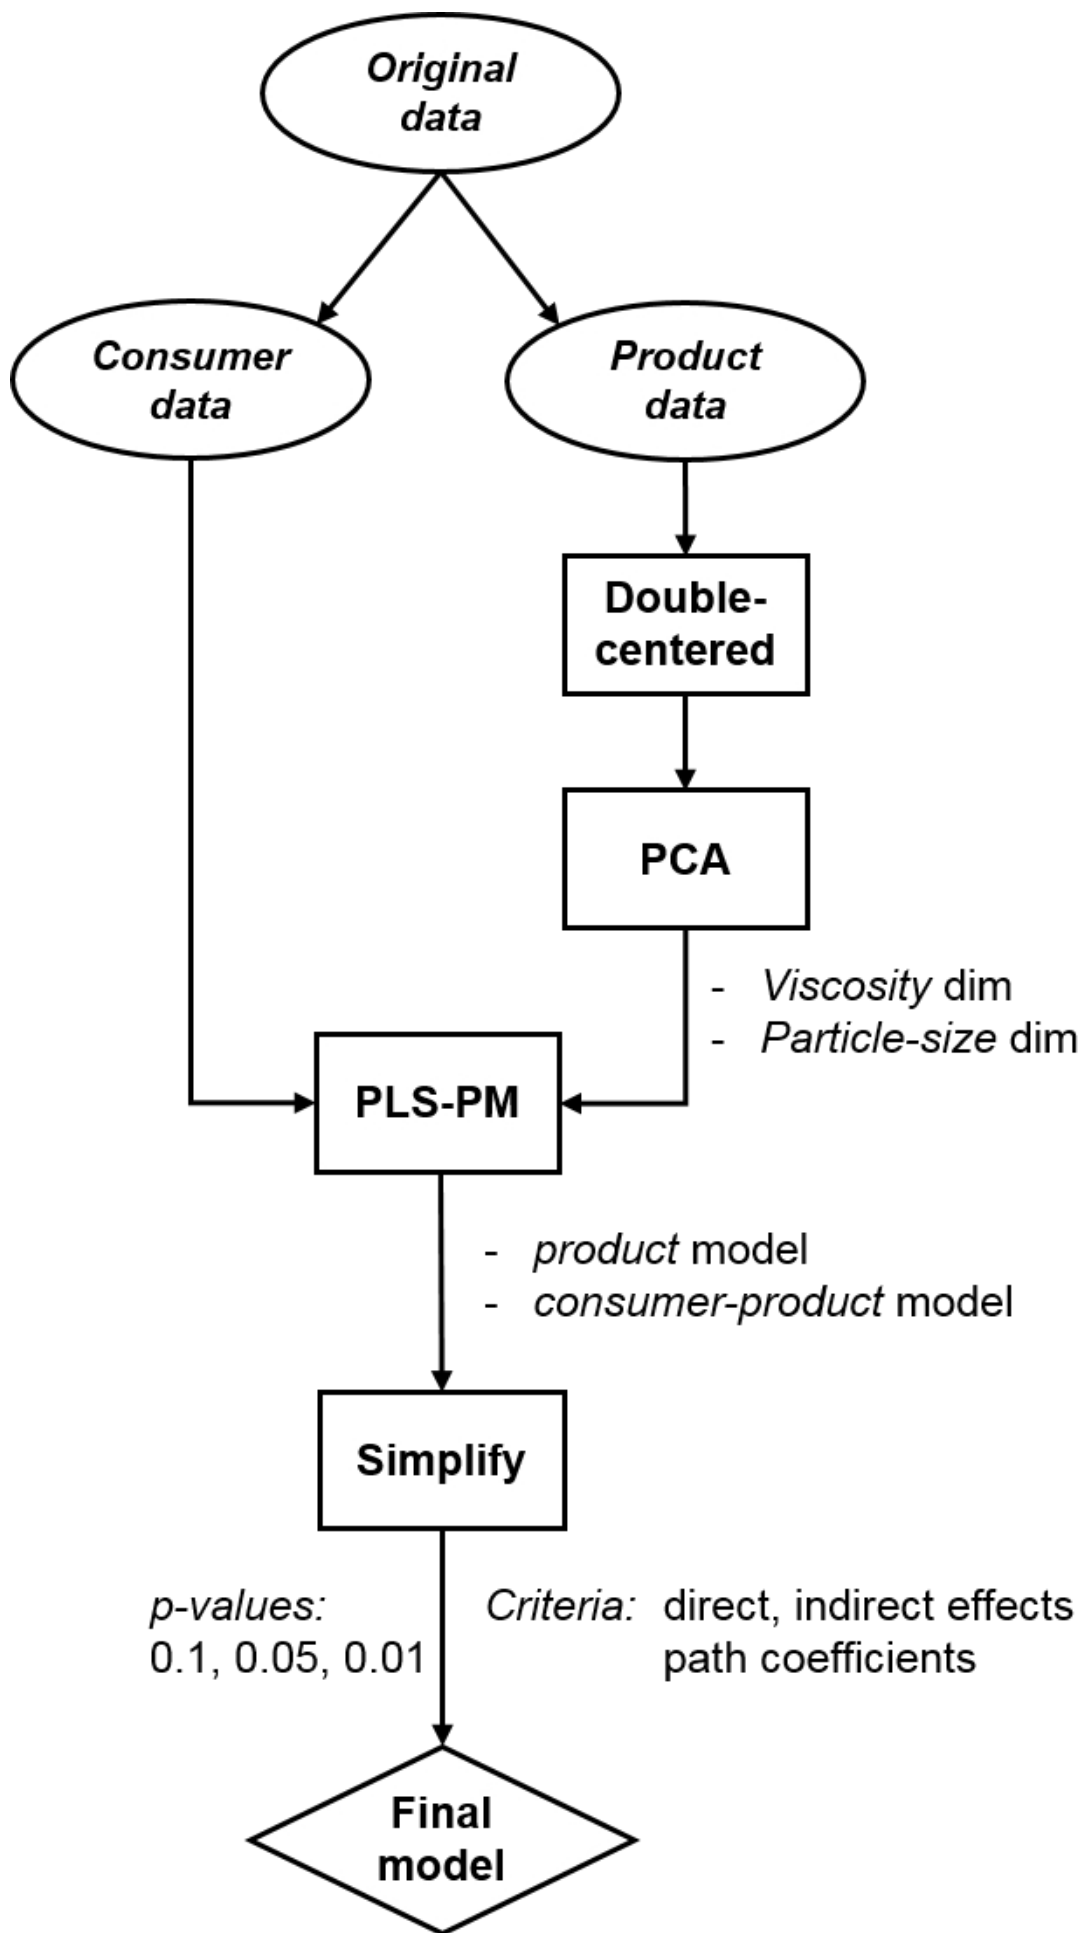 Original
data
Consumer
data
Product
data
Double-
centered
PCA
- Viscosity dim
- Particle-size dim
PLS-PM
- product model
- consumer-product model
Simplify
p-values:
0.1, 0.05, 0.01
Criteria: direct, indirect effects
path coefficients
Final
model